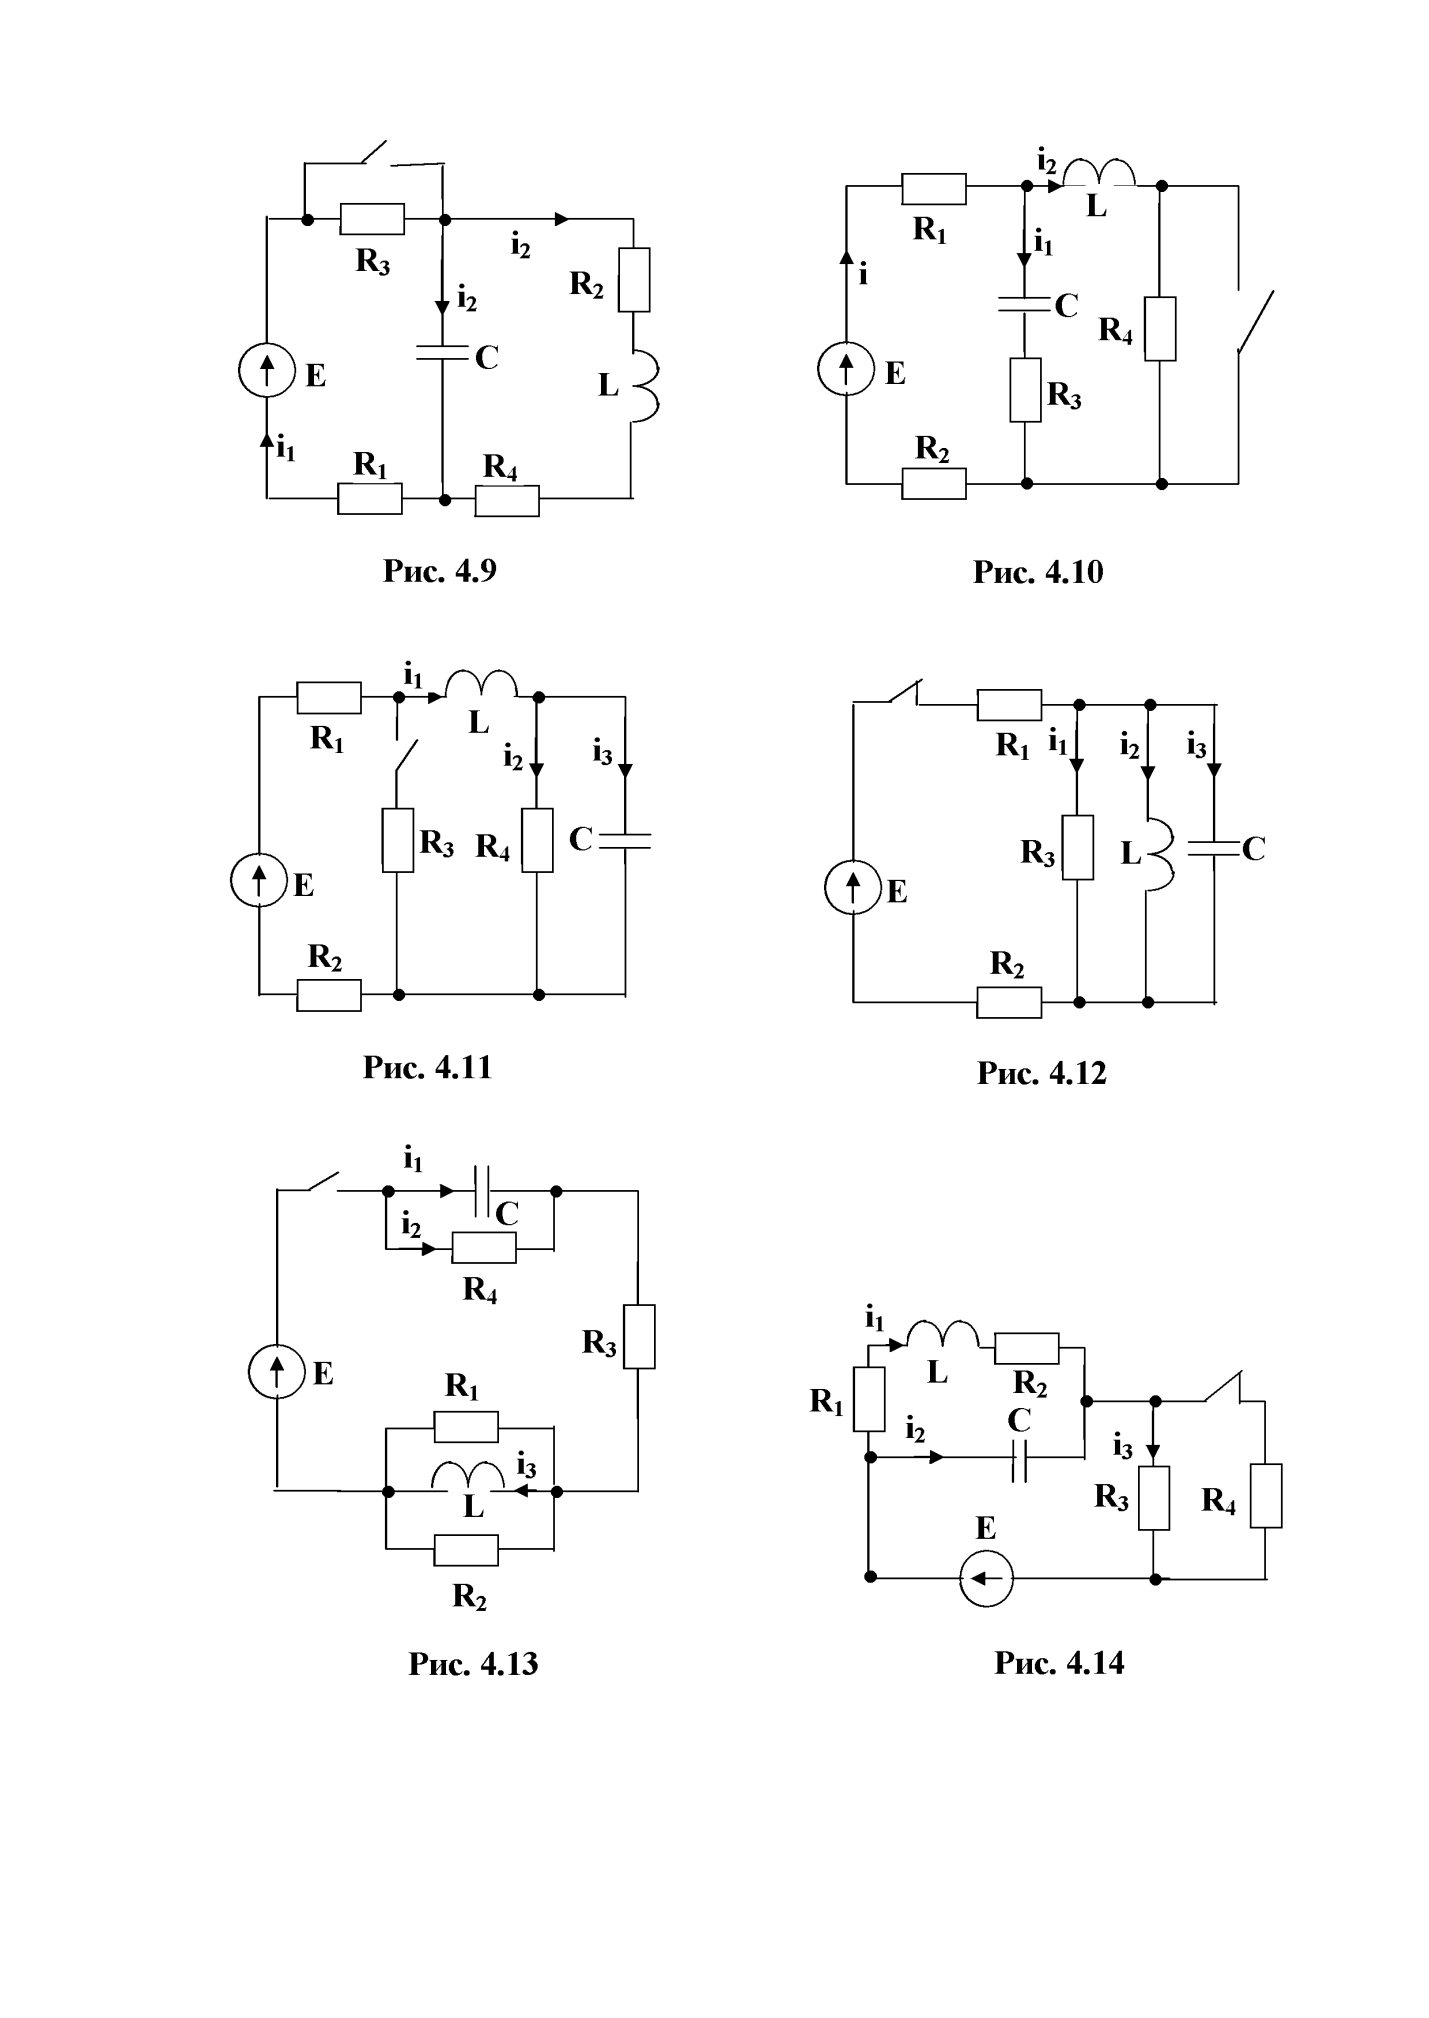 R₃
i₂
R₂
i₂
C
E
L
i₁
R₁
R₄
Рис. 4.9
i₂
L
R₁
i₁
i
C
R₄
E
R₃
R₂
Рис. 4.10
i₁
L
R₁
i₂
i₃
R₃
R₄
C
E
R₂
Рис. 4.11
R₁
i₁
i₂
i₃
R₃
L
C
E
R₂
Рис. 4.12
i₁
C
i₂
R₄
R₃
E
R₁
i₃
L
R₂
Рис. 4.13
i₁
L
R₂
R₁
C
i₂
i₃
R₃
R₄
E
Рис. 4.14